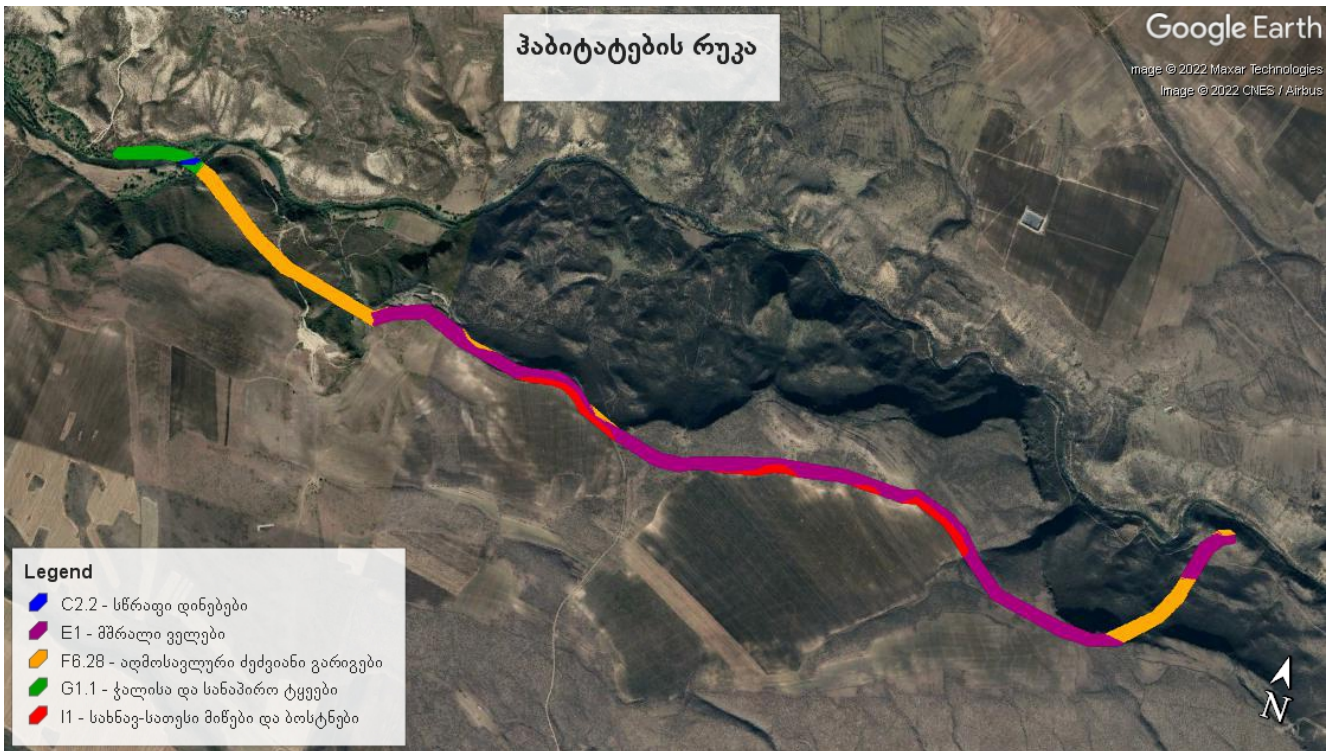 ჰაბიტატების რუკა
Google Earth
mage © 2022 Maxar Technologies
Image © 2022 CNES / Airbus
Legend
C2.2 - სწრაფი დინებები
E1 - მშრალი ველები
F6.28 - აღმოსავლური ძეძვიანი გარიგები
G1.1 - ჭალისა და სანაპირო ტყეები
I1 - სახნავ-სათესი მიწები და ბოსტნები
N